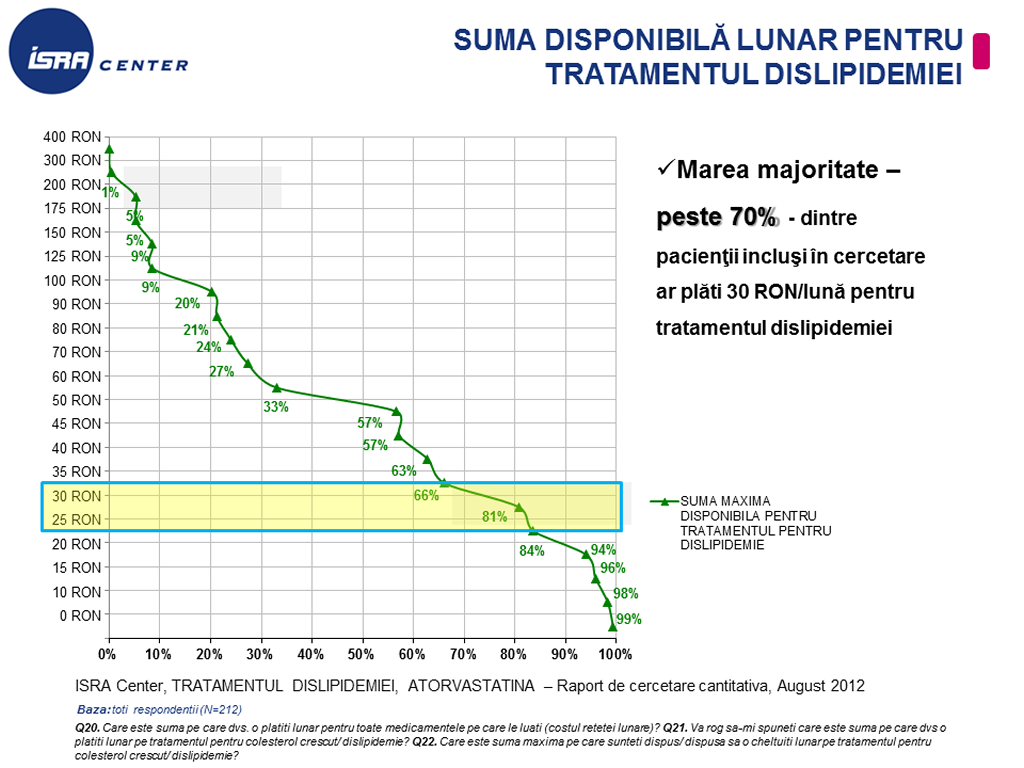 iSRA CENTER
SUMA DISPONIBILĂ LUNAR PENTRU
TRATAMENTUL DISLIPIDEMIEI
400 RON
300 RON
200 RON
175 RON
150 RON
125 RON
100 RON
90 RON
80 RON
70 RON
60 RON
50 RON
45 RON
40 RON
35 RON
30 RON
25 RON
20 RON
15 RON
10 RON
0 RON
1%
5%
5%
9%
9%
20%
21%
24%
27%
33%
57%
57%
63%
66%
81%
84%
94%
96%
98%
99%
0% 10% 20% 30% 40% 50% 60% 70% 80% 90% 100%
✓Marea majoritate –
peste 70% - dintre
pacienţii incluşi în cercetare
ar plăti 30 RON/lună pentru
tratamentul dislipidemiei
SUMA MAXIMA
DISPONIBILA PENTRU
TRATAMENTUL PENTRU
DISLIPIDEMIE
ISRA Center, TRATAMENTUL DISLIPIDEMIEI, ATORVASTATINA – Raport de cercetare cantitativa, August 2012
Baza: toti respondentii (N=212)
Q20. Care este suma pe care dvs. o platiti lunar pentru toate medicamentele pe care le luati (costul retetei lunare)? Q21. Va rog sa-mi spuneti care este suma pe care dvs o
platiti lunar pe tratamentul pentru colesterol crescut/ dislipidemie? Q22. Care este suma maxima pe care sunteti dispus/ dispusa sa o cheltuiti lunar pe tratamentul pentru
colesterol crescut/ dislipidemie?